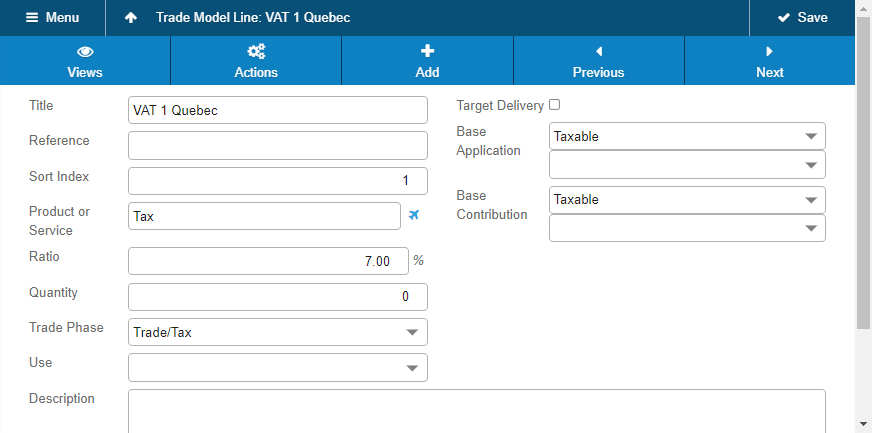 Menu
Trade Model Line: VAT 1 Quebec
Save
Views
Actions
Add
Previous
Next
Title
VAT 1 Quebec
Reference
Sort Index
1
Product or
Service
Tax
Ratio
7.00
%
Quantity
0
Trade Phase
Trade/Tax
Use
Description
Target Delivery
Base
Application
Taxable
Base
Contribution
Taxable